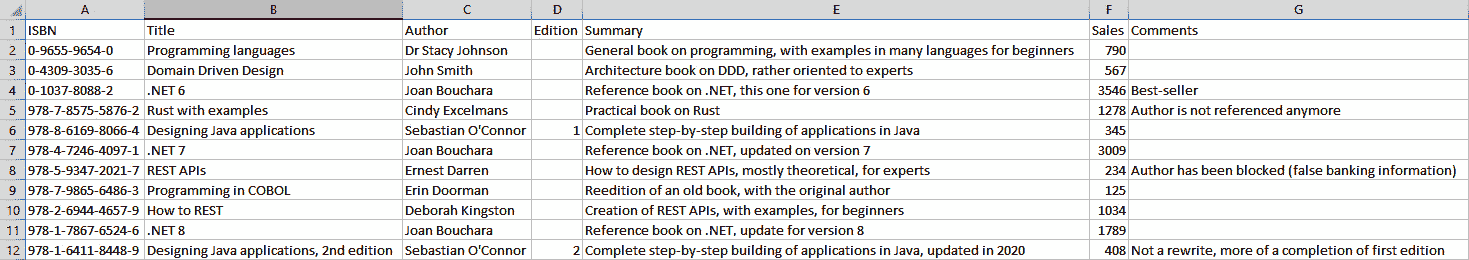 A B C D E F G
1 ISBN Title Author Edition Summary Sales Comments
2 0-9655-9654-0 Programming languages Dr Stacy Johnson General book on programming, with examples in many languages for beginners 790
3 0-4309-3035-6 Domain Driven Design John Smith Architecture book on DDD, rather oriented to experts 567
4 0-1037-8088-2 .NET 6 Joan Bouchara Reference book on .NET, this one for version 6 3546 Best-seller
5 978-7-8575-5876-2 Rust with examples Cindy Excelmans Practical book on Rust 1278 Author is not referenced anymore
6 978-8-6169-8066-4 Designing Java applications Sebastian O'Connor 1 Complete step-by-step building of applications in Java 345
7 978-4-7246-4097-1 .NET 7 Joan Bouchara Reference book on .NET, updated on version 7 3009
8 978-5-9347-2021-7 REST APIs Ernest Darren How to design REST APIs, mostly theoretical, for experts 234 Author has been blocked (false banking information)
9 978-7-9865-6486-3 Programming in COBOL Erin Doorman Reedition of an old book, with the original author 125
10 978-2-6944-4657-9 How to REST Deborah Kingston Creation of REST APIs, with examples, for beginners 1034
11 978-1-7867-6524-6 .NET 8 Joan Bouchara Reference book on .NET, update for version 8 1789
12 978-1-6411-8448-9 Designing Java applications, 2nd edition Sebastian O'Connor 2 Complete step-by-step building of applications in Java, updated in 2020 408 Not a rewrite, more of a completion of first edition